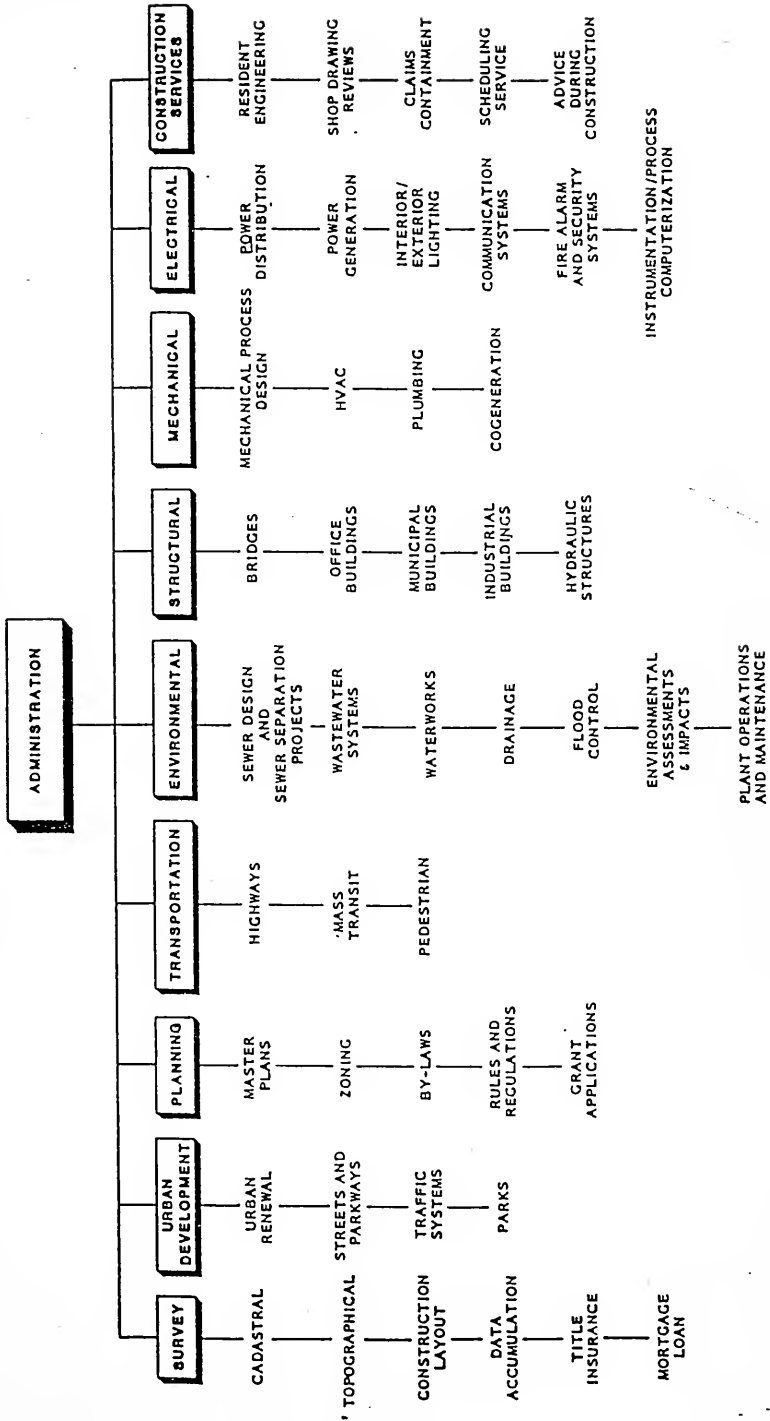 ADMINISTRATION
SURVEY
CADASTRAL
TOPOGRAPHICAL
CONSTRUCTION
LAYOUT
DATA
ACCUMULATION
TITLE
INSURANCE
MORTGAGE
LOAN
URBAN
DEVELOPMENT
URBAN
RENEWAL
STREETS AND
PARKWAYS
TRAFFIC
SYSTEMS
PARKS
PLANNING
MASTER
PLANS
ZONING
BY-LAWS
RULES AND
REGULATIONS
GRANT
APPLICATIONS
TRANSPORTATION
HIGHWAYS
MASS
TRANSIT
PEDESTRIAN
ENVIRONMENTAL
SEWER DESIGN
AND
SEWER SEPARATION
PROJECTS
WASTEWATER
SYSTEMS
WATERWORKS
DRAINAGE
FLOOD
CONTROL
ENVIRONMENTAL
ASSESSMENTS
& IMPACTS
PLANT OPERATIONS
AND MAINTENANCE
STRUCTURAL
BRIDGES
OFFICE
BUILDINGS
MUNICIPAL
BUILDINGS
INDUSTRIAL
BUILDINGS
HYDRAULIC
STRUCTURES
MECHANICAL
MECHANICAL PROCESS
DESIGN
HVAC
PLUMBING
COGENERATION
ELECTRICAL
POWER
DISTRIBUTION
POWER
GENERATION
INTERIOR/
EXTERIOR
LIGHTING
COMMUNICATION
SYSTEMS
FIRE ALARM
AND SECURITY
SYSTEMS
INSTRUMENTATION/PROCESS
COMPUTERIZATION
CONSTRUCTION
SERVICES
RESIDENT
ENGINEERING
SHOP DRAWING
REVIEWS
CLAIMS
CONTAINMENT
SCHEDULING
SERVICE
ADVICE
DURING
CONSTRUCTION